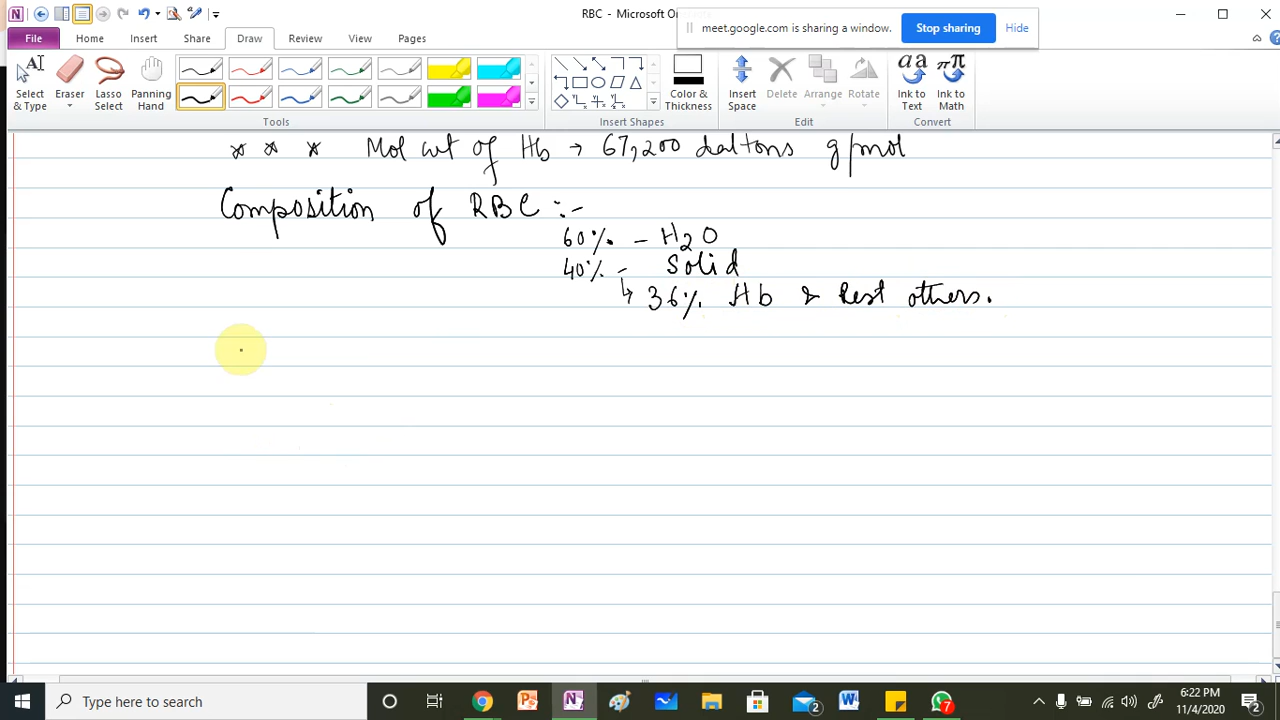 RBC - Microsoft On
meet.google.com is sharing a window. Stop sharing Hide
File Home Insert Share Draw Review View Pages
Select & Type Eraser Lasso Select Panning Hand Color & Thickness Insert Space Delete Arrange Rotate Ink to Text Ink to Math
Tools Insert Shapes Edit Convert
* * * Mol wt of Hb → 67,200 daltons g/mol
Composition of RBC :-
60% - H2O
40% - Solid
↳ 36% Hb & Rest others.
Type here to search
6:22 PM
11/4/2020